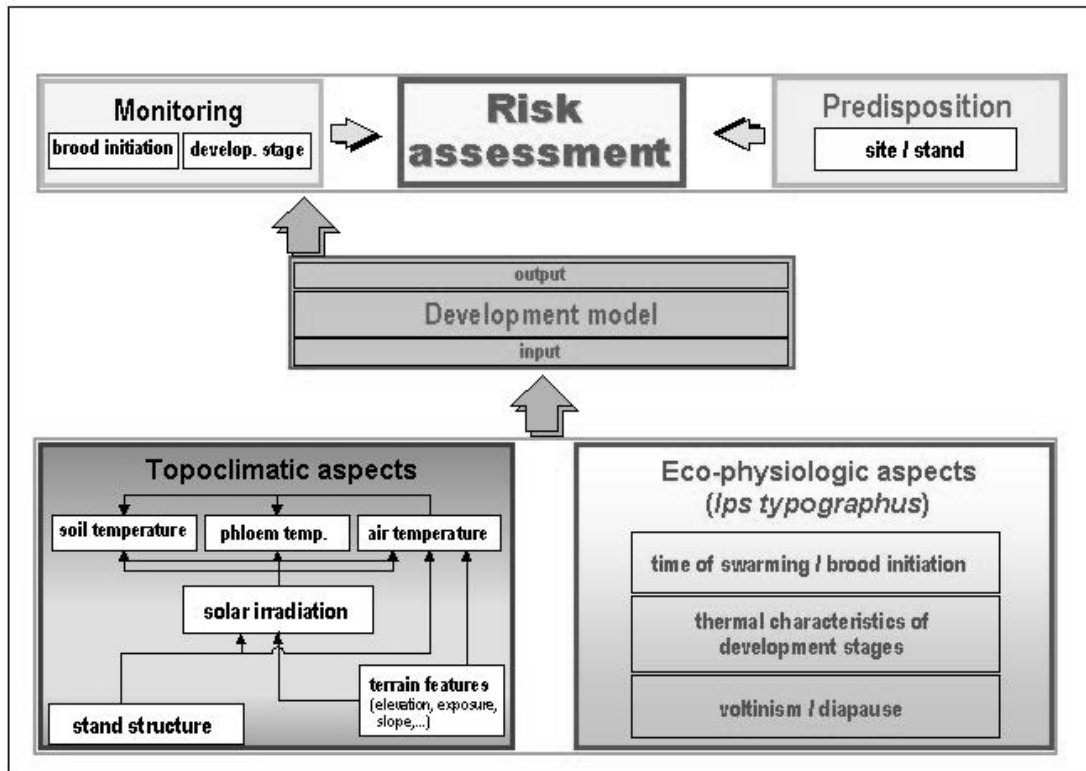 Monitoring
brood initiation
develop. stage
Risk
assessment
Predisposition
site / stand
output
Development model
input
Topoclimatic aspects
soil temperature
phloem temp.
air temperature
solar irradiation
terrain features
(elevation, exposure,
slope,...)
stand structure
Eco-physiologic aspects
(Ips typographus)
time of swarming / brood initiation
thermal characteristics of
development stages
voltinism / diapause